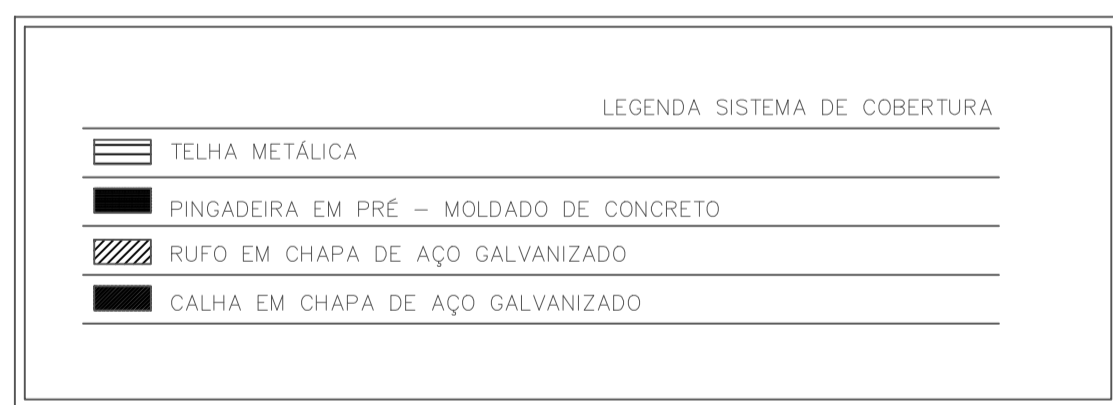 LEGENDA SISTEMA DE COBERTURA
TELHA METÁLICA
PINGADEIRA EM PRÉ – MOLDADO DE CONCRETO
RUFO EM CHAPA DE AÇO GALVANIZADO
CALHA EM CHAPA DE AÇO GALVANIZADO